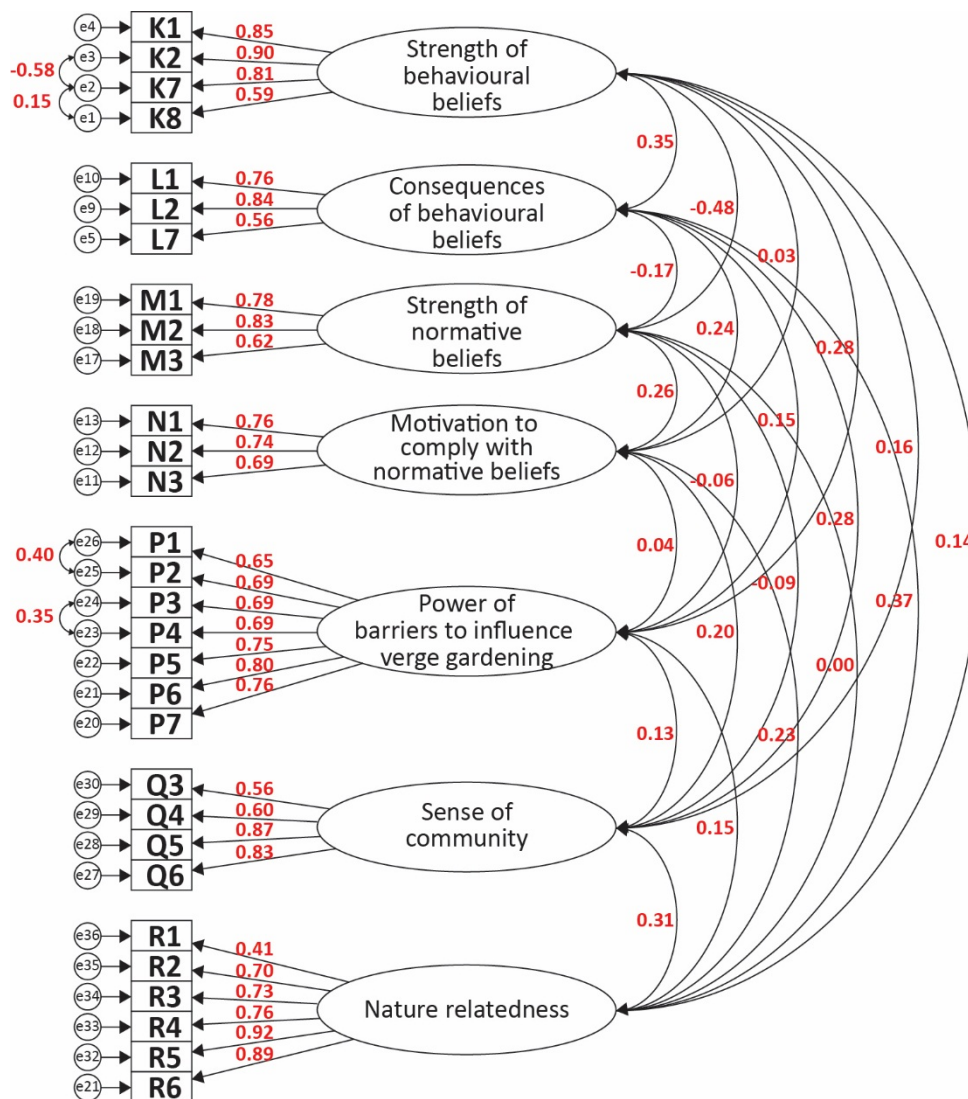 e4 K1 0.85
e3 K2 0.90
-0.58
e2 K7 0.81
0.15
e1 K8 0.59
Strength of
behavioural
beliefs
0.35
e10 L1 0.76
e9 L2 0.84
e5 L7 0.56
Consequences
of behavioural
beliefs
-0.48
-0.17
0.03
e19 M1 0.78
e18 M2 0.83
e17 M3 0.62
Strength of
normative
beliefs
0.24
0.28
0.26
e13 N1 0.76
e12 N2 0.74
e11 N3 0.69
Motivation to
comply with
normative beliefs
0.15
0.16
-0.06
0.28
0.04
0.14
e26 P1 0.65
0.40
e25 P2 0.69
e24 P3 0.69
0.35
e23 P4 0.69
e22 P5 0.75
e21 P6 0.80
e20 P7 0.76
Power of
barriers to influence
verge gardening
-0.09
0.37
0.20
0.00
0.13
0.23
e30 Q3 0.56
e29 Q4 0.60
e28 Q5 0.87
e27 Q6 0.83
Sense of
community
0.15
0.31
e36 R1 0.41
e35 R2 0.70
e34 R3 0.73
e33 R4 0.76
e32 R5 0.92
e21 R6 0.89
Nature relatedness